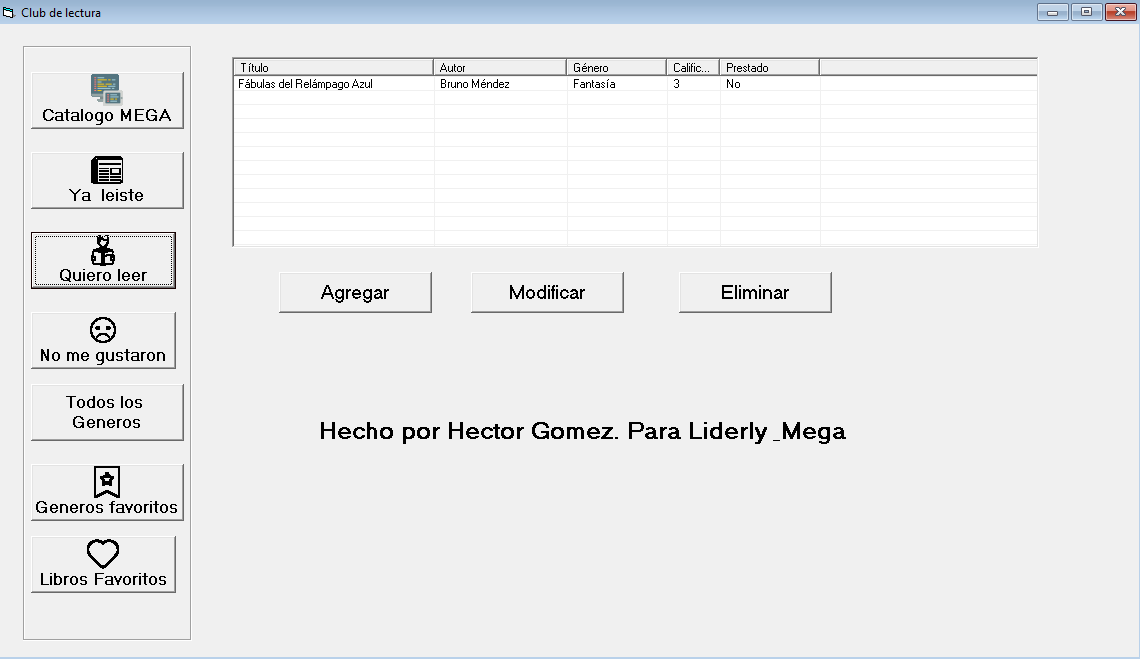 Club de lectura
Catalogo MEGA
Ya leiste
Quiero leer
No me gustaron
Todos los
Generos
Generos favoritos
Libros Favoritos
Título Autor Género Calific... Prestado
Fábulas del Relámpago Azul Bruno Méndez Fantasía 3 No
Agregar Modificar Eliminar
Hecho por Hector Gomez. Para Liderly _Mega